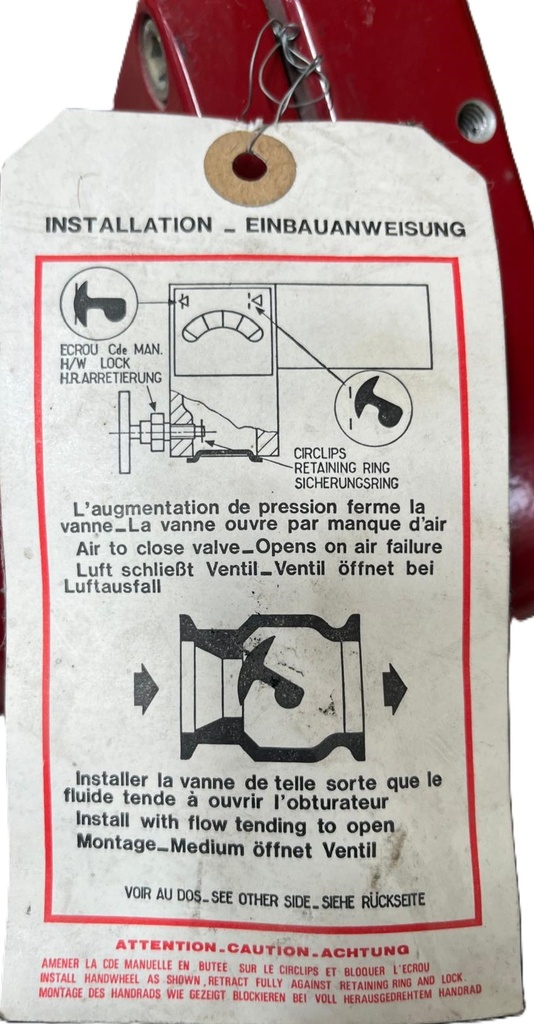 INSTALLATION _ EINBAUANWEISUNG
ECROU Cde MAN.
H/W LOCK
H.R.ARRETIERUNG
CIRCLIPS
RETAINING RING
SICHERUNGSRING
L'augmentation de pression ferme la
vanne_La vanne ouvre par manque d'air
Air to close valve_Opens on air failure
Luft schließt Ventil_Ventil öffnet bei
Luftausfall
Installer la vanne de telle sorte que le
fluide tende à ouvrir l'obturateur
Install with flow tending to open
Montage_Medium öffnet Ventil
VOIR AU DOS_SEE OTHER SIDE_SIEHE RÜCKSEITE
ATTENTION_CAUTION_ACHTUNG
AMENER LA CDE MANUELLE EN BUTEE SUR LE CIRCLIPS ET BLOQUER L'ECROU
INSTALL HANDWHEEL AS SHOWN, RETRACT FULLY AGAINST RETAINING RING AND LOCK.
MONTAGE DES HANDRADS WIE GEZEIGT BLOCKIEREN BEI VOLL HERAUSGEDREHTEM HANDRAD